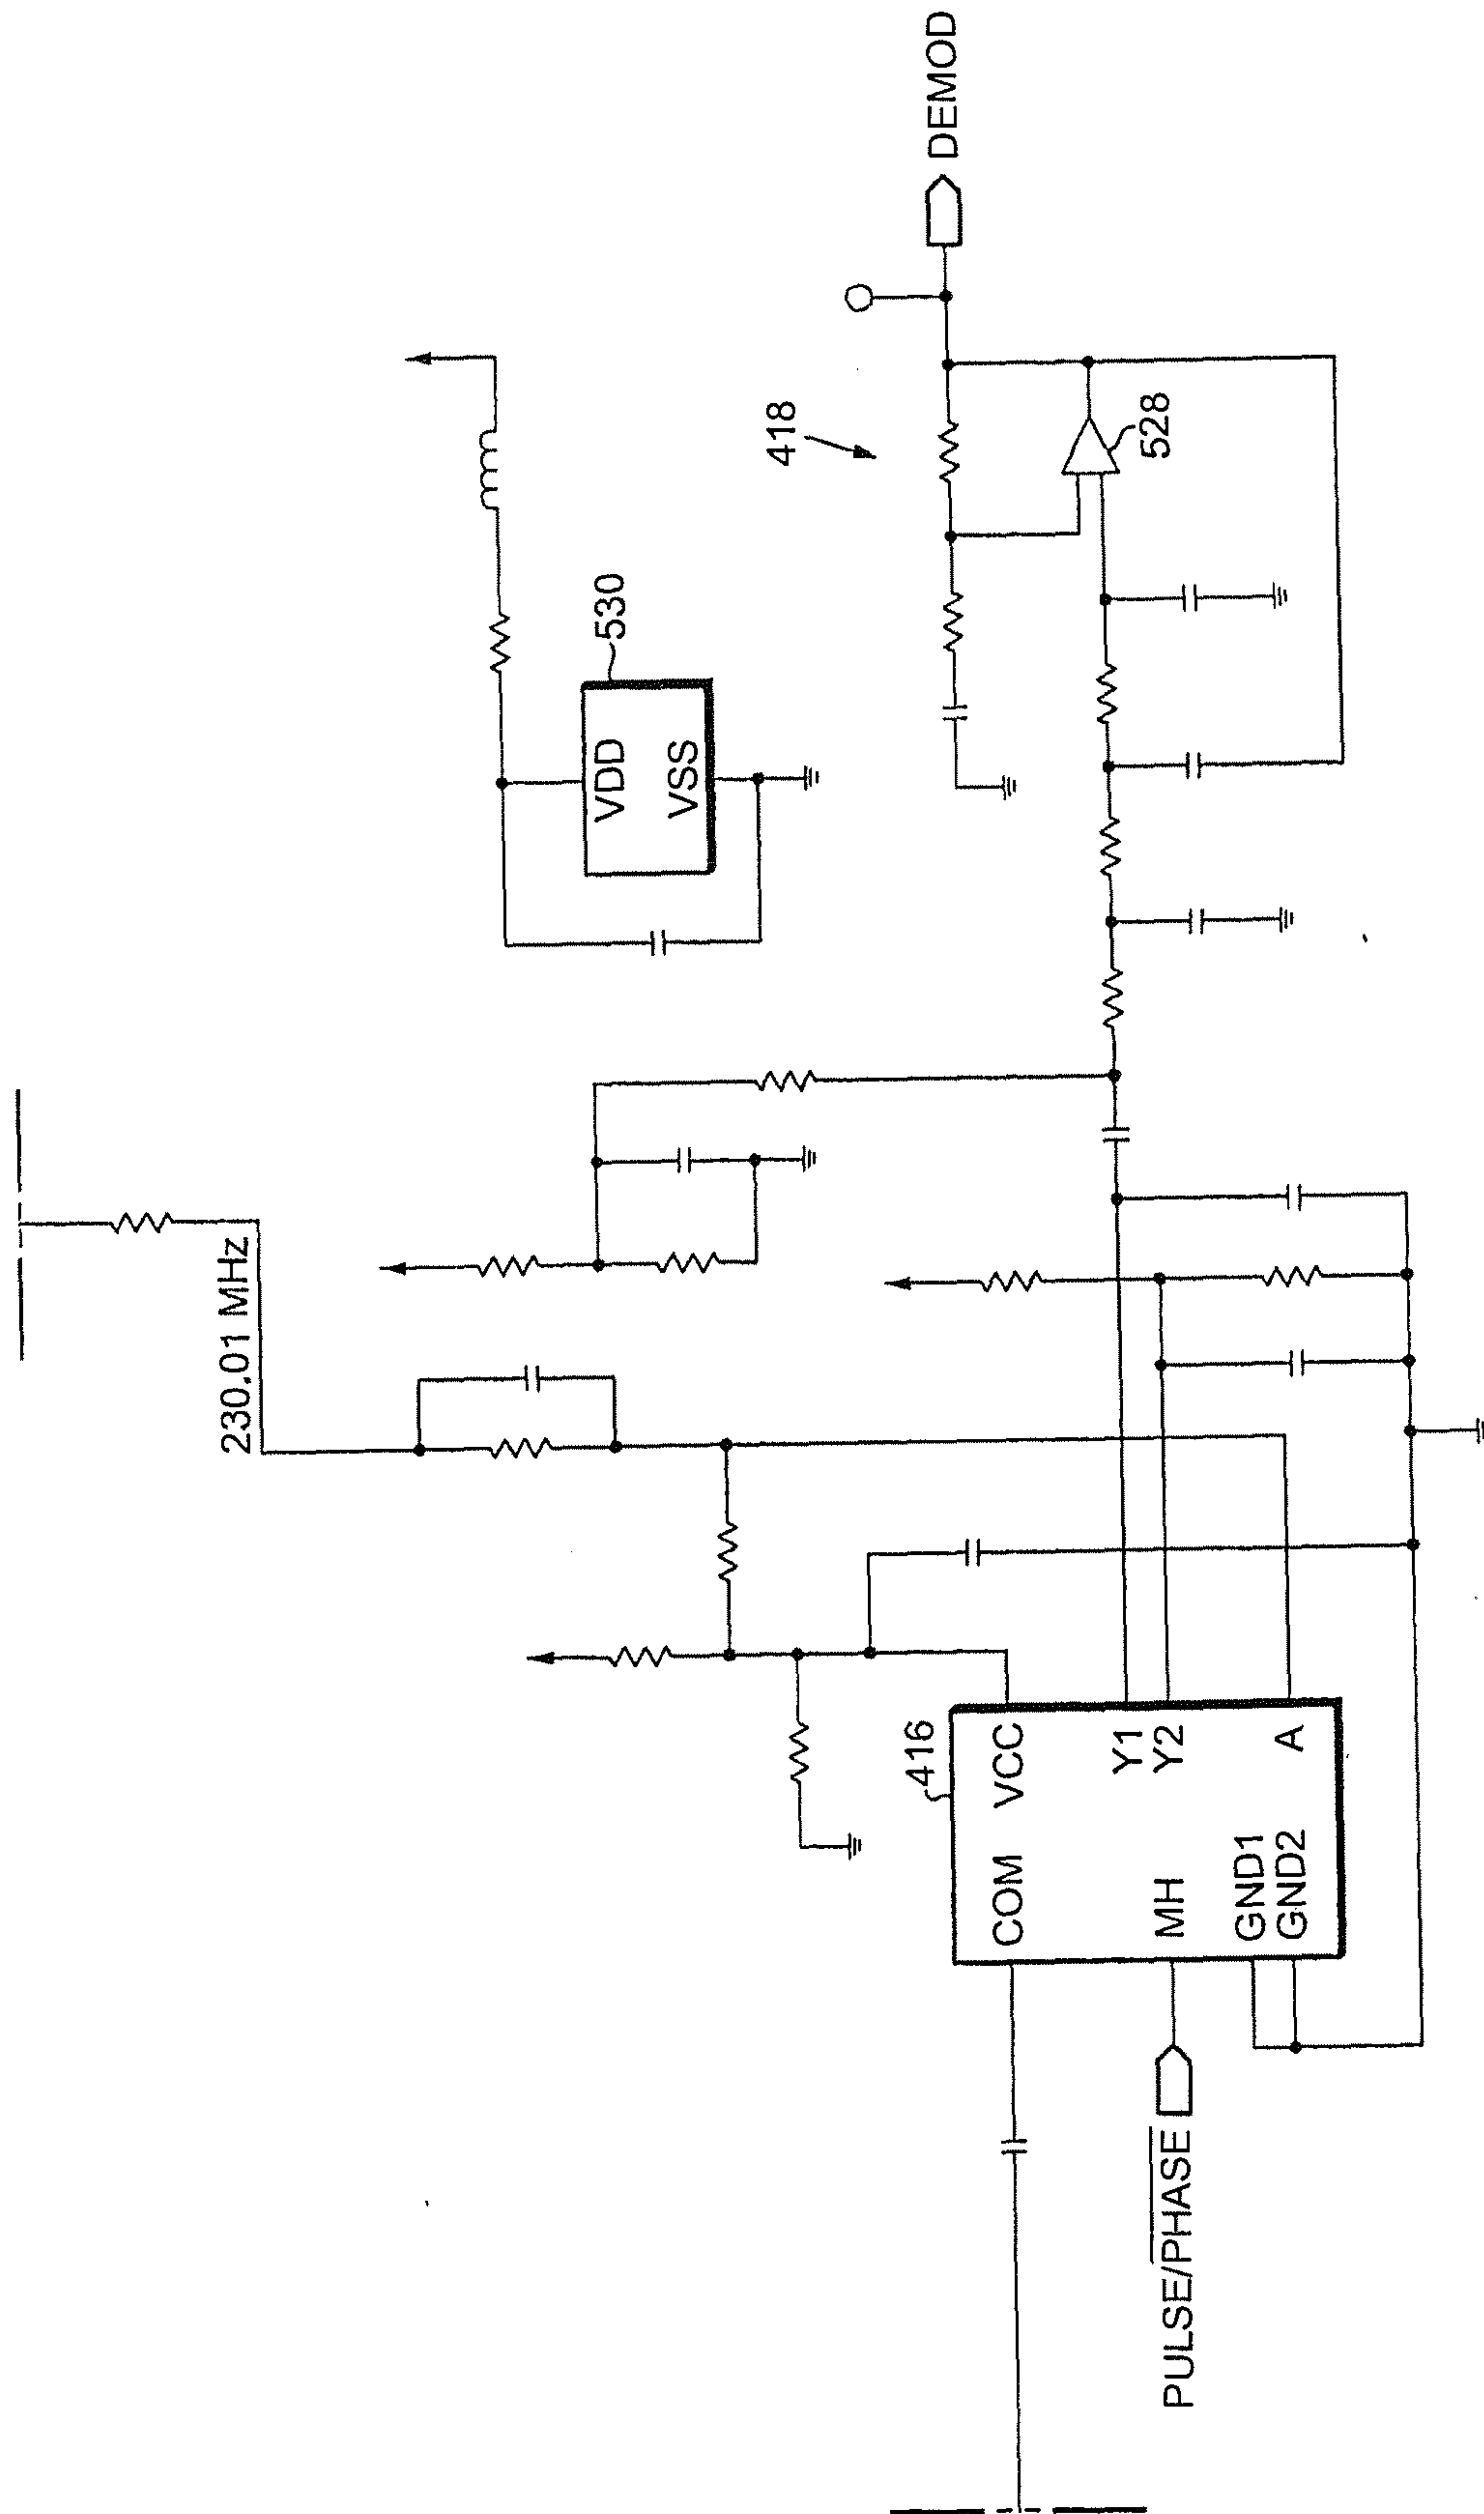 230.01 MHz
530
VDD
VSS
418
DEMOD
528
416
COM
VCC
Y1
MH
Y2
GND1
GND2
A
PULSE/PHASE